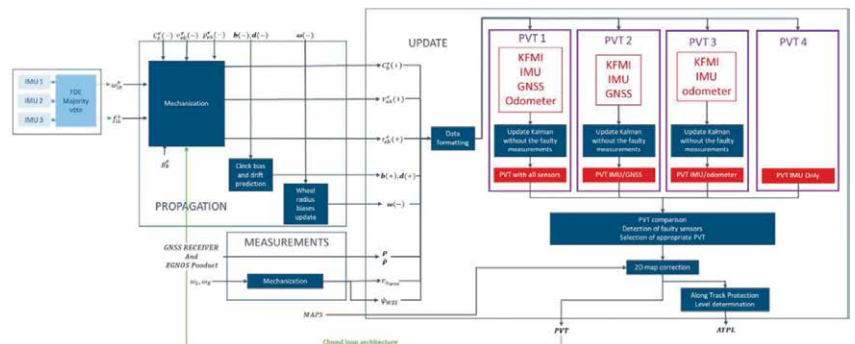 b(−),d(−)
ω(−)
UPDATE
PVT 1
PVT 2
PVT 3
PVT 4
KFMI
IMU
GNSS
Odometer
KFMI
IMU
GNSS
KFMI
IMU
odometer
IMU 1
IMU 2
IMU 3
FDE
Majority
vote
Mechanization
Data
formatting
Update Kalman
without the faulty
measurements
Update Kalman
without the faulty
measurements
Update Kalman
without the faulty
measurements
PVT with all sensors
PVT IMU/GNSS
PVT IMU/odometer
PVT IMU Only
Clock bias
and drift
prediction
b(+),d(+)
Wheel
radius
biases
update
ω(−)
PROPAGATION
PVT comparison
Detection of faulty sensors
Selection of appropriate PVT
MEASUREMENTS
GNSS RECEIVER
And
EGNOS Pooduct
Mechanization
2D map correction
Along Track Protection
Level determination
MAPS
PVT
ATPL
Closed loop architecture